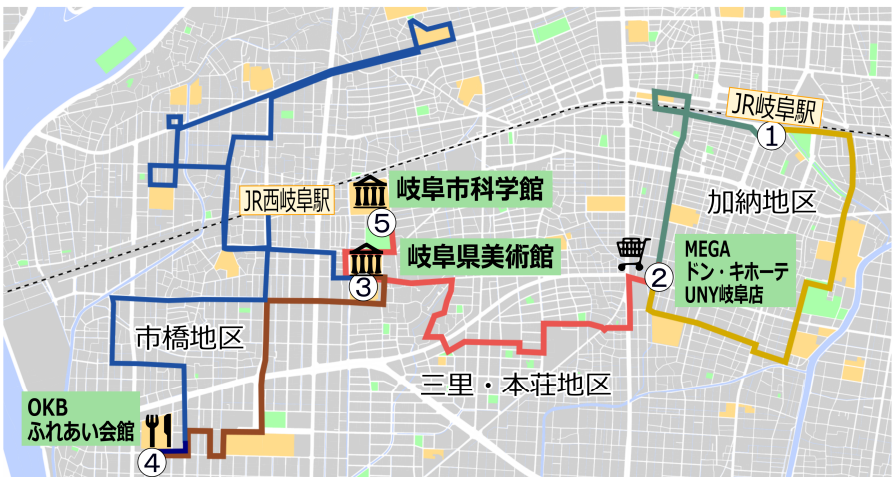 JR岐阜駅
①
加納地区
岐阜市科学館
JR西岐阜駅
⑤
岐阜県美術館
③
②
MEGA
ドン・キホーテ
UNY岐阜店
市橋地区
三里・本荘地区
OKB
ふれあい会館
④